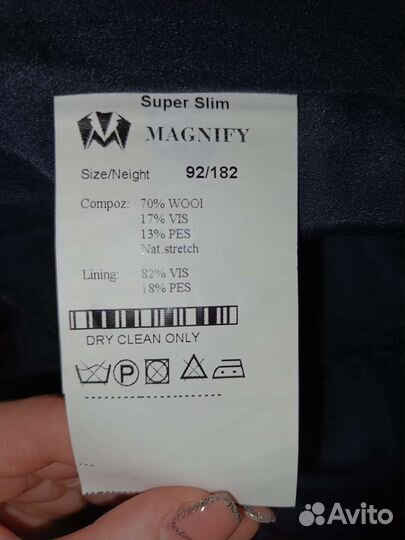 Super Slim
MAGNIFY
Size/Neight 92/182
Compoz: 70% WOOl
17% VIS
13% PES
Nat.stretch
Lining: 82% VIS
18% PES
DRY CLEAN ONLY
P
Avito